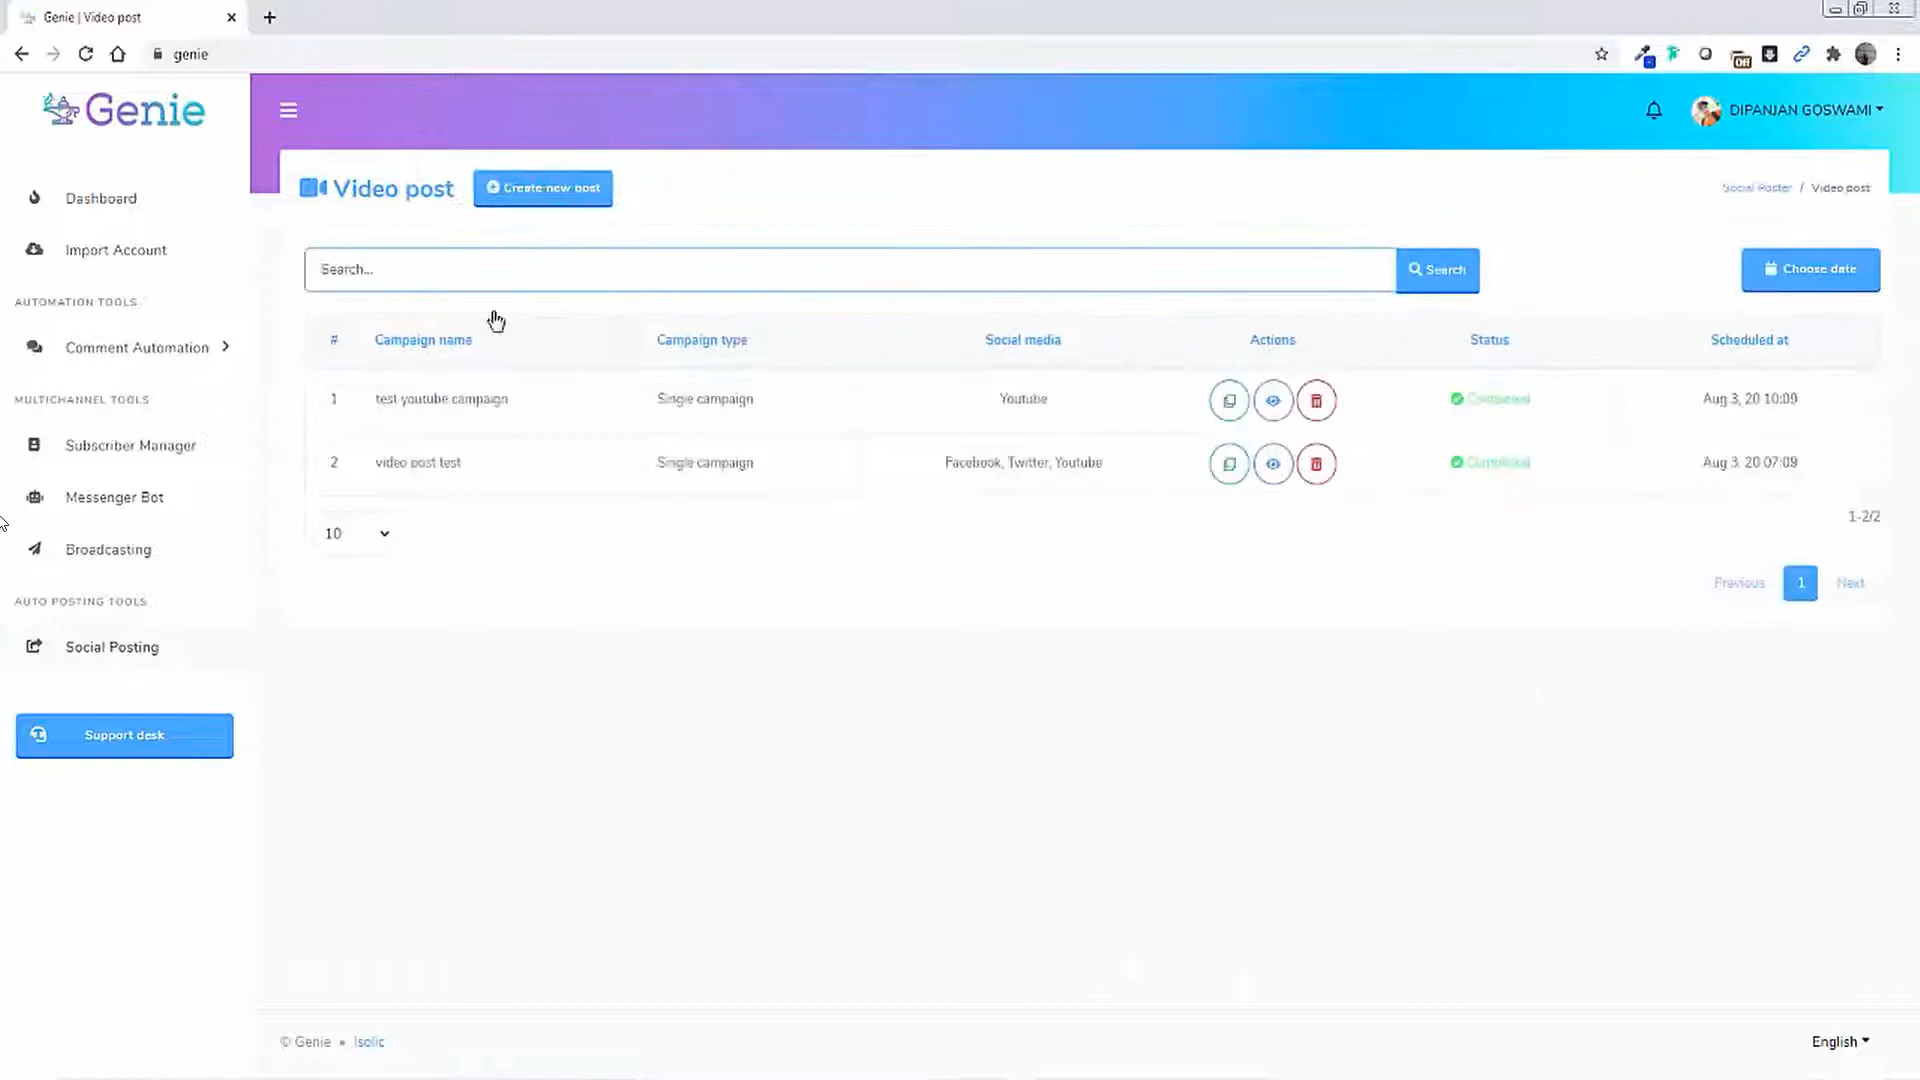 Genie | Video post
genie
Off
Genie
DIPANJAN GOSWAMI
Video post
Create new post
Social Poster / Video post
Dashboard
Import Account
AUTOMATION TOOLS
Comment Automation
MULTICHANNEL TOOLS
Subscriber Manager
Messenger Bot
Broadcasting
AUTO POSTING TOOLS
Social Posting
Support desk
Search...
Search
Choose date
# Campaign name Campaign type Social media Actions Status Scheduled at
1 test youtube campaign Single campaign Youtube Completed Aug 3, 20 10:09
2 video post test Single campaign Facebook, Twitter, Youtube Completed Aug 3, 20 07:09
10
1-2/2
Previous 1 Next
© Genie • Isolic
English